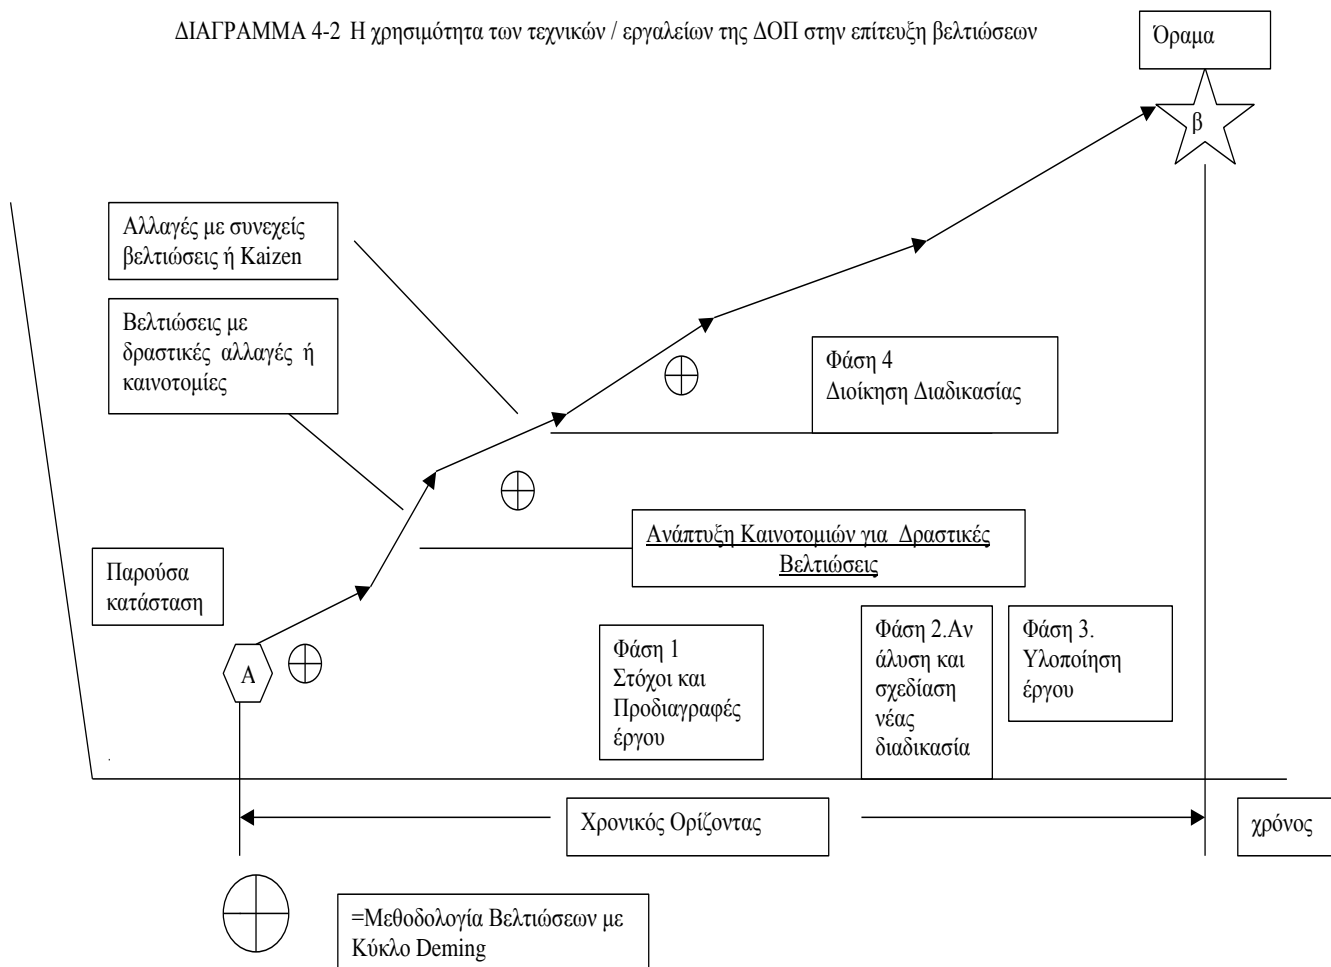 ΔΙΑΓΡΑΜΜΑ 4-2 Η χρησιμότητα των τεχνικών / εργαλείων της ΔΟΠ στην επίτευξη βελτιώσεων
Όραμα
β
Αλλαγές με συνεχείς
βελτιώσεις ή Kaizen
Βελτιώσεις με
δραστικές αλλαγές ή
καινοτομίες
Φάση 4
Διοίκηση Διαδικασίας
Ανάπτυξη Καινοτομιών για Δραστικές
Βελτιώσεις
Παρούσα
κατάσταση
Α
Φάση 1
Στόχοι και
Προδιαγραφές
έργου
Φάση 2.Αν
άλυση και
σχεδίαση
νέας
διαδικασία
Φάση 3.
Υλοποίηση
έργου
Χρονικός Ορίζοντας
χρόνος
=Μεθοδολογία Βελτιώσεων με
Κύκλο Deming